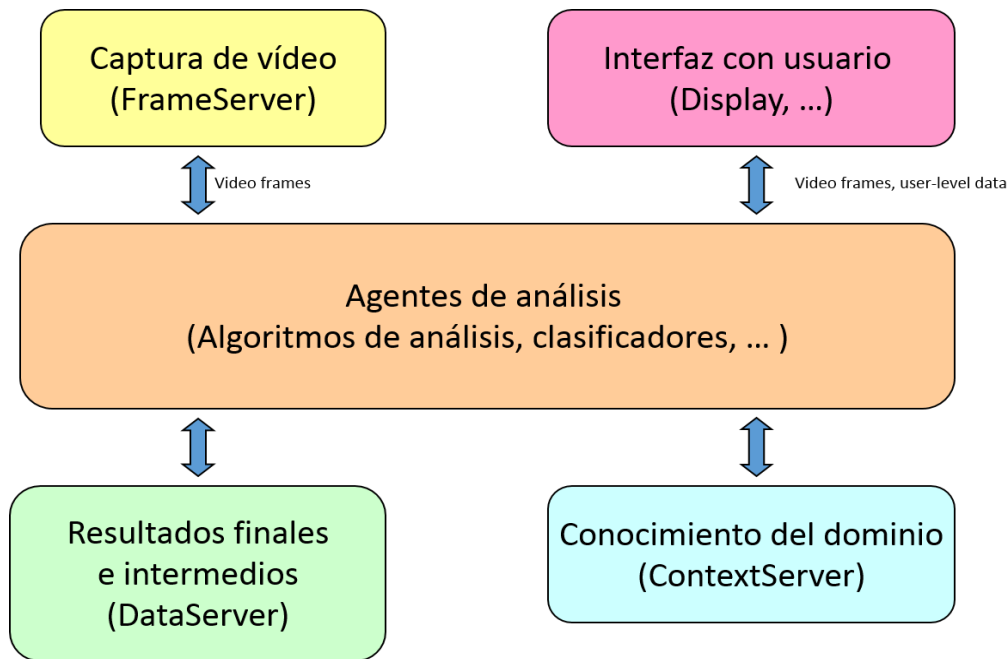 Captura de vídeo
(FrameServer)
Interfaz con usuario
(Display, ...)
Video frames
Video frames, user-level data
Agentes de análisis
(Algoritmos de análisis, clasificadores, ... )
Resultados finales
e intermedios
(DataServer)
Conocimiento del dominio
(ContextServer)